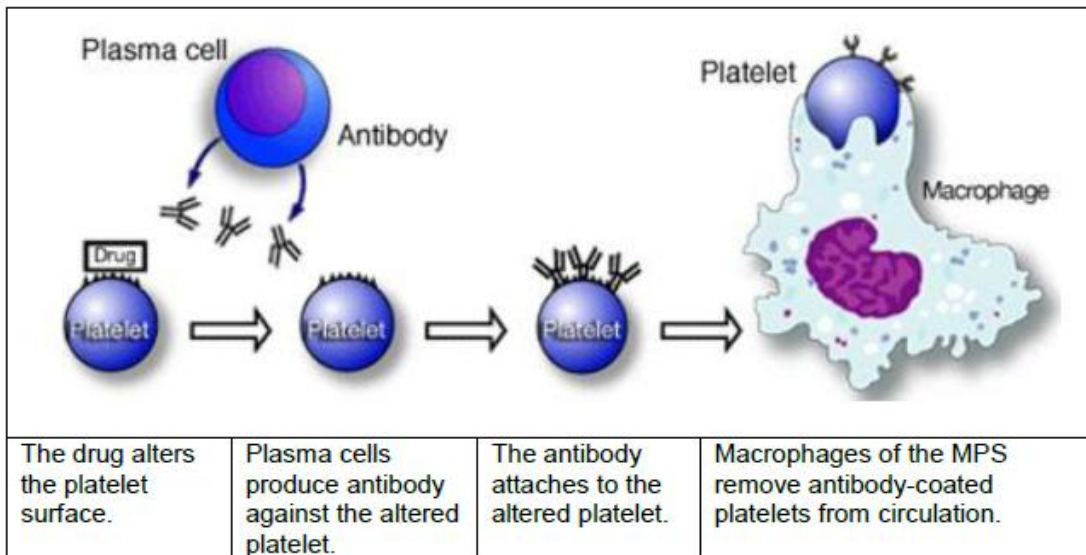 Plasma cell
Antibody
Platelet
Macrophage
Drug
Platelet
Platelet
Platelet
The drug alters
the platelet
surface.
Plasma cells
produce antibody
against the altered
platelet.
The antibody
attaches to the
altered platelet.
Macrophages of the MPS
remove antibody-coated
platelets from circulation.